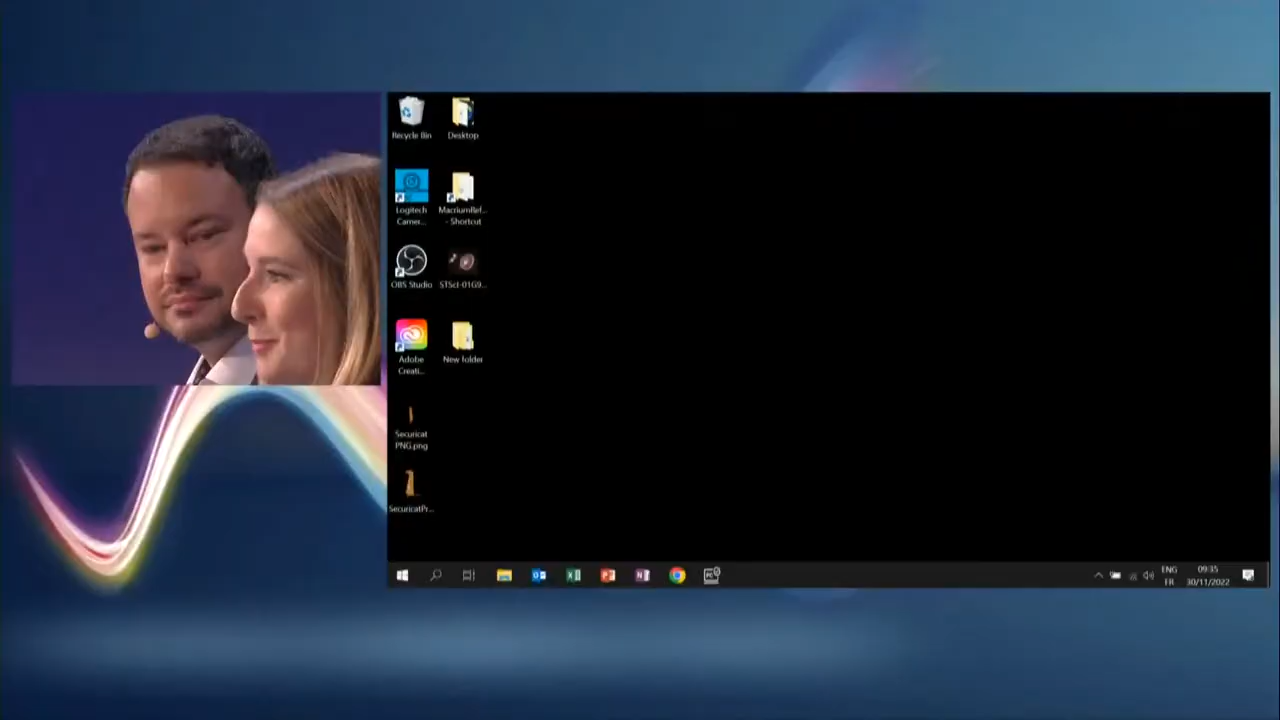 Recycle Bin
Desktop
Logitech
Camer...
MacriumRef...
- Shortcut
OBS Studio
STScI-01G9...
Adobe
Creati...
New folder
Securicat
PNG.png
SecuricatPr...
ENG
FR
09:35
30/11/2022